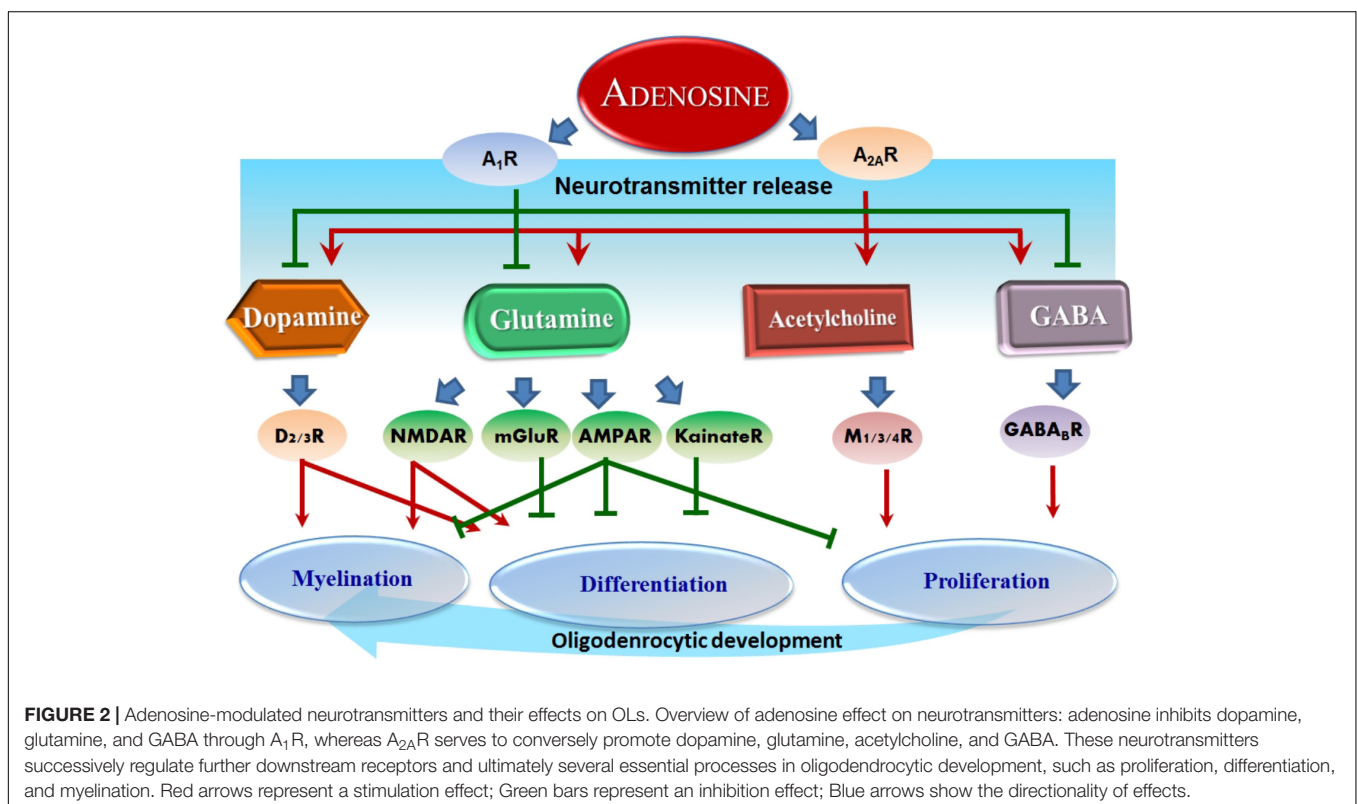 ADENOSINE
A₁R
A₂ₐR
Neurotransmitter release
Dopamine
Glutamine
Acetylcholine
GABA
D₂/₃R
NMDAR
mGluR
AMPAR
KainateR
M₁/₃/₄R
GABA_BR
Myelination
Differentiation
Proliferation
Oligodenrocytic development
FIGURE 2 | Adenosine-modulated neurotransmitters and their effects on OLs. Overview of adenosine effect on neurotransmitters: adenosine inhibits dopamine,
glutamine, and GABA through A₁R, whereas A₂ₐR serves to conversely promote dopamine, glutamine, acetylcholine, and GABA. These neurotransmitters
successively regulate further downstream receptors and ultimately several essential processes in oligodendrocytic development, such as proliferation, differentiation,
and myelination. Red arrows represent a stimulation effect; Green bars represent an inhibition effect; Blue arrows show the directionality of effects.